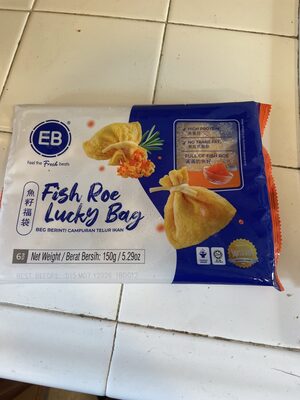 EB
Feel the Fresh beats
HIGH PROTEIN
NO TRANS FAT
FULL OF FISH ROE
魚籽福袋
Fish Roe
Lucky Bag
BEG BERINTI CAMPURAN TELUR IKAN
Net Weight / Berat Bersih: 150g / 5.29oz